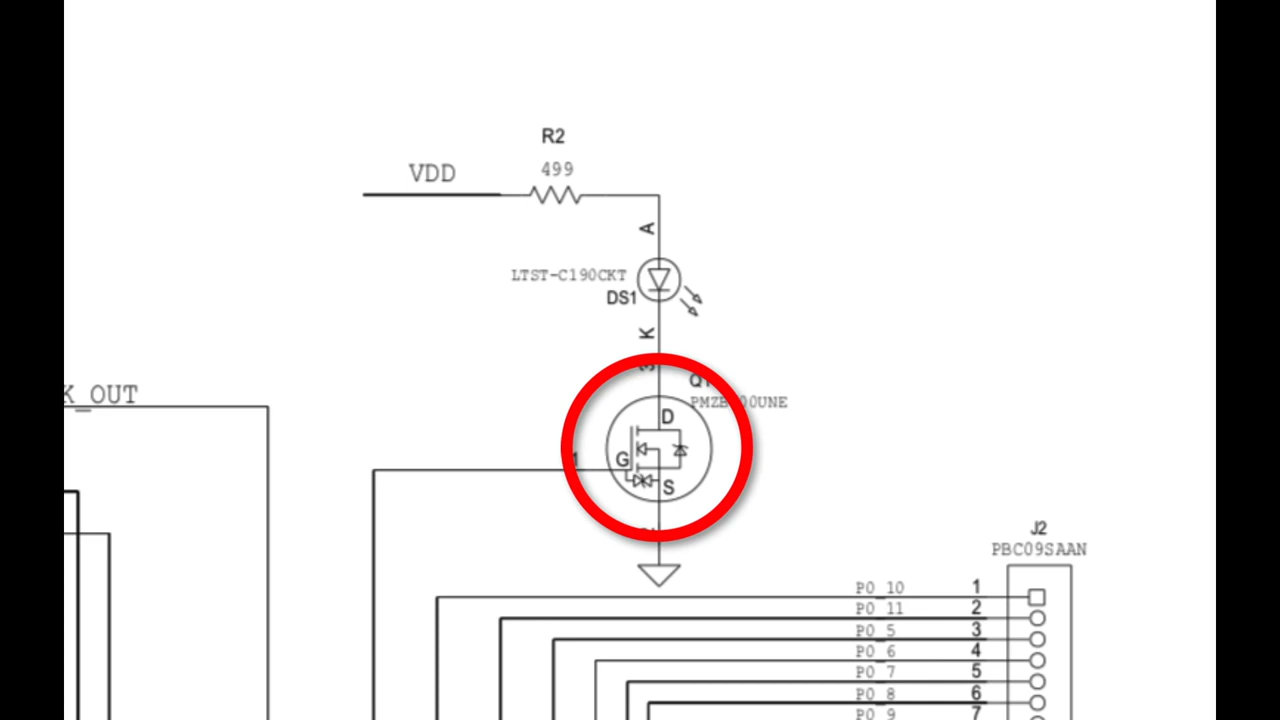 R2
499
VDD
A
LTST-C190CKT
DS1
K
K_OUT
D
1
G
S
J2
PBC09SAAN
P0_10 1
P0_11 2
P0_5 3
P0_6 4
P0_7 5
P0_8 6
P0_9 7